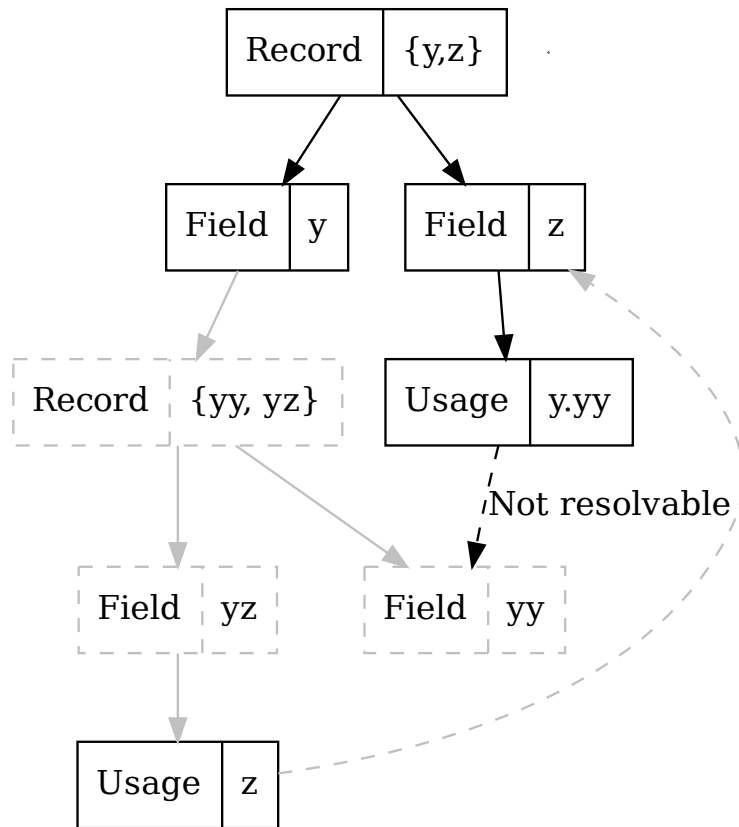 Record {y,z}
Field y
Field z
Record {yy, yz}
Usage y.yy
Not resolvable
Field yz
Field yy
Usage z